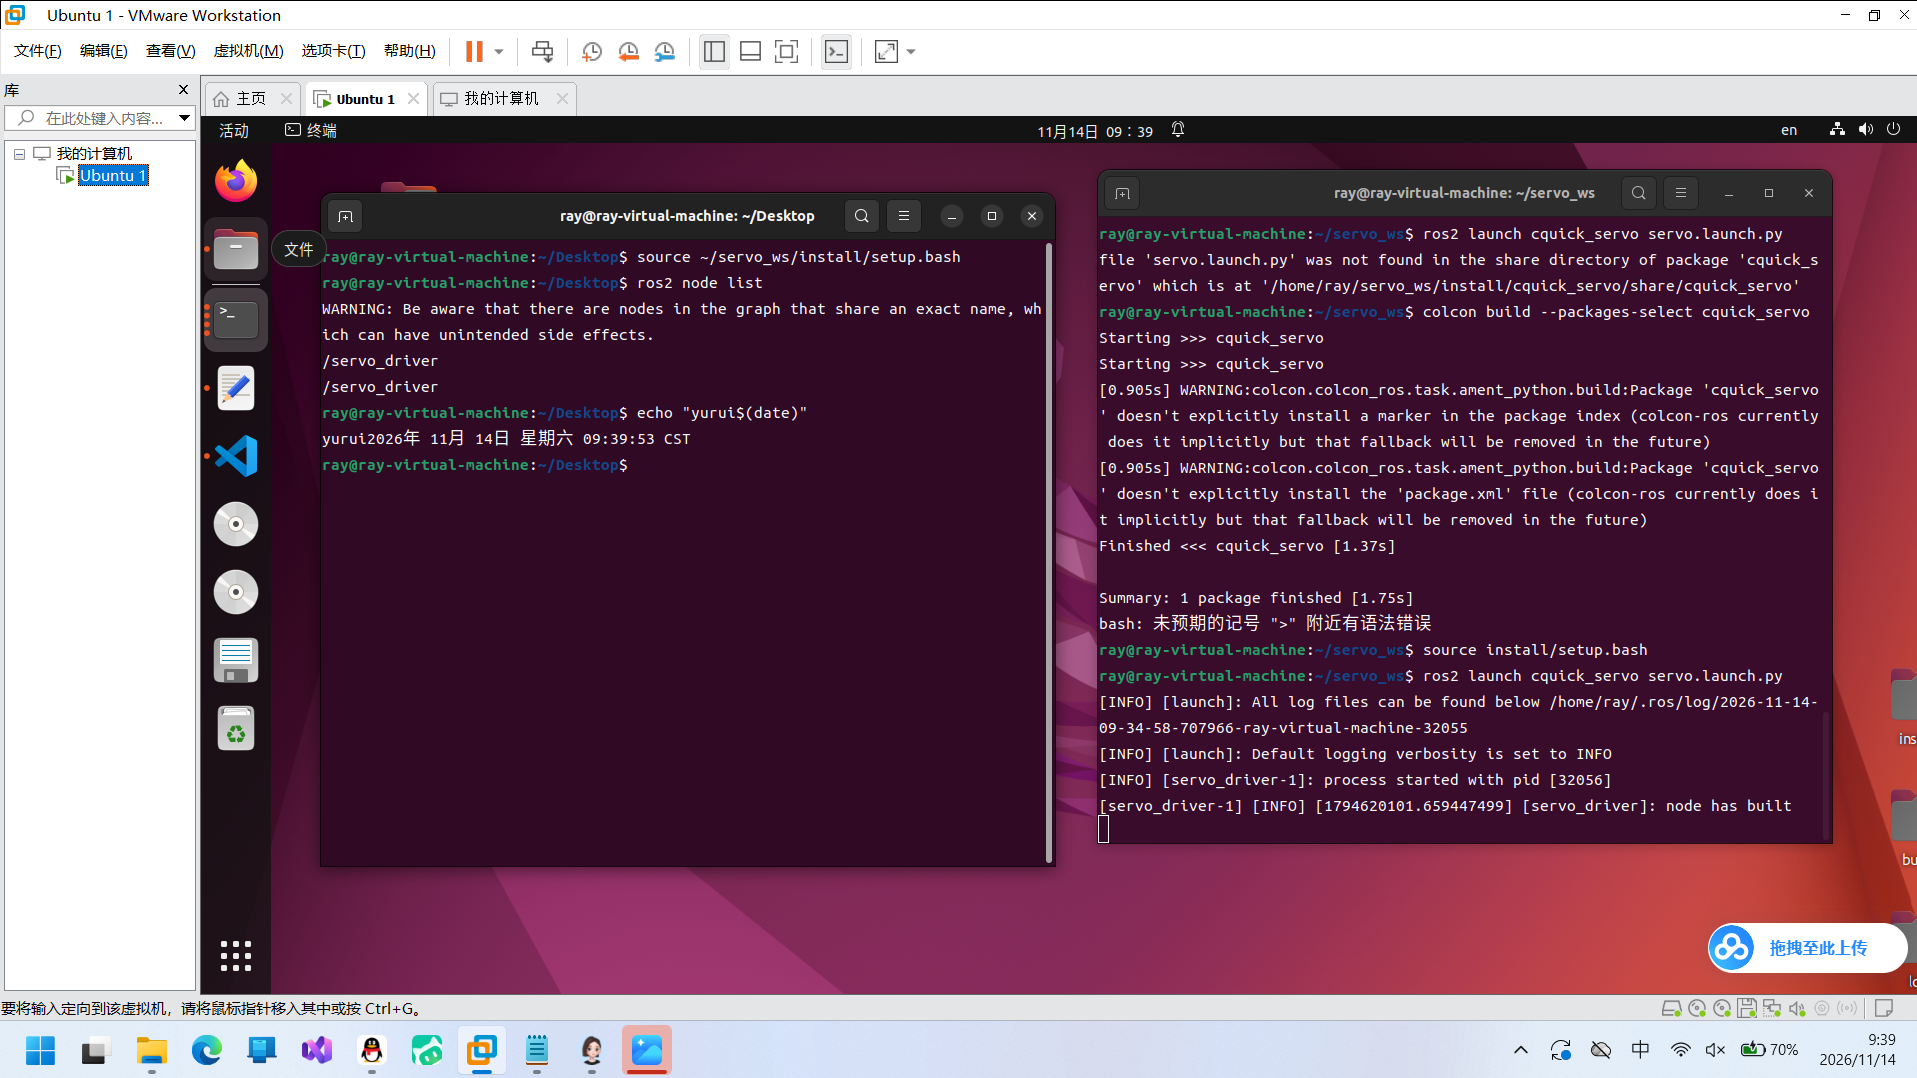 Ubuntu 1 - VMware Workstation
文件(F) 编辑(E) 查看(V) 虚拟机(M) 选项卡(T) 帮助(H)
库
在此处键入内容...
我的计算机
Ubuntu 1
主页
Ubuntu 1
我的计算机
活动
终端
11月14日 09：39
en
文件
ray@ray-virtual-machine: ~/Desktop
ray@ray-virtual-machine:~/Desktop$ source ~/servo_ws/install/setup.bash
ray@ray-virtual-machine:~/Desktop$ ros2 node list
WARNING: Be aware that there are nodes in the graph that share an exact name, wh
ich can have unintended side effects.
/servo_driver
/servo_driver
ray@ray-virtual-machine:~/Desktop$ echo "yurui$(date)"
yurui2026年 11月 14日 星期六 09:39:53 CST
ray@ray-virtual-machine:~/Desktop$
ray@ray-virtual-machine: ~/servo_ws
ray@ray-virtual-machine:~/servo_ws$ ros2 launch cquick_servo servo.launch.py
file 'servo.launch.py' was not found in the share directory of package 'cquick_s
ervo' which is at '/home/ray/servo_ws/install/cquick_servo/share/cquick_servo'
ray@ray-virtual-machine:~/servo_ws$ colcon build --packages-select cquick_servo
Starting >>> cquick_servo
Starting >>> cquick_servo
[0.905s] WARNING:colcon.colcon_ros.task.ament_python.build:Package 'cquick_servo
' doesn't explicitly install a marker in the package index (colcon-ros currently
 does it implicitly but that fallback will be removed in the future)
[0.905s] WARNING:colcon.colcon_ros.task.ament_python.build:Package 'cquick_servo
' doesn't explicitly install the 'package.xml' file (colcon-ros currently does i
t implicitly but that fallback will be removed in the future)
Finished <<< cquick_servo [1.37s]
Summary: 1 package finished [1.75s]
bash: 未预期的记号 ">" 附近有语法错误
ray@ray-virtual-machine:~/servo_ws$ source install/setup.bash
ray@ray-virtual-machine:~/servo_ws$ ros2 launch cquick_servo servo.launch.py
[INFO] [launch]: All log files can be found below /home/ray/.ros/log/2026-11-14-
09-34-58-707966-ray-virtual-machine-32055
[INFO] [launch]: Default logging verbosity is set to INFO
[INFO] [servo_driver-1]: process started with pid [32056]
[servo_driver-1] [INFO] [1794620101.659447499] [servo_driver]: node has built
ins
bu
lo
拖拽至此上传
要将输入定向到该虚拟机，请将鼠标指针移入其中或按 Ctrl+G。
中
70%
9:39
2026/11/14